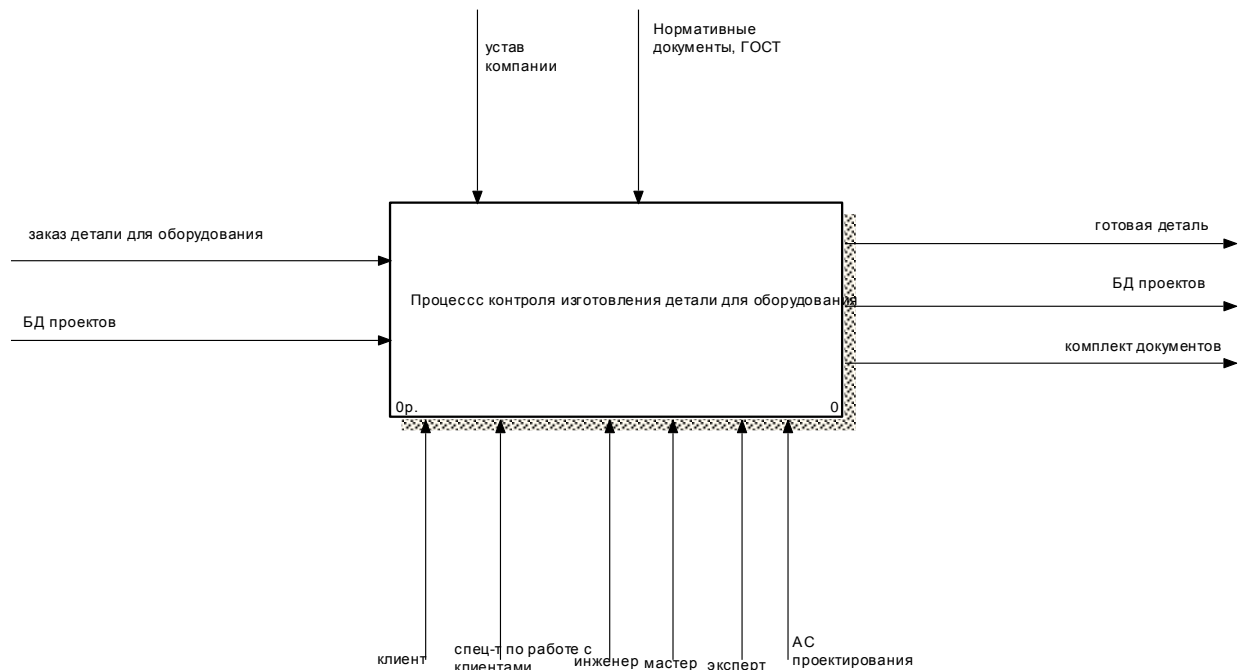 устав
компании
Нормативные
документы, ГОСТ
заказ детали для оборудования
БД проектов
Процессс контроля изготовления детали для оборудования
0р.
0
готовая деталь
БД проектов
комплект документов
клиент
спец-т по работе с
клиентами
инженер
мастер
эксперт
АС
проектирования